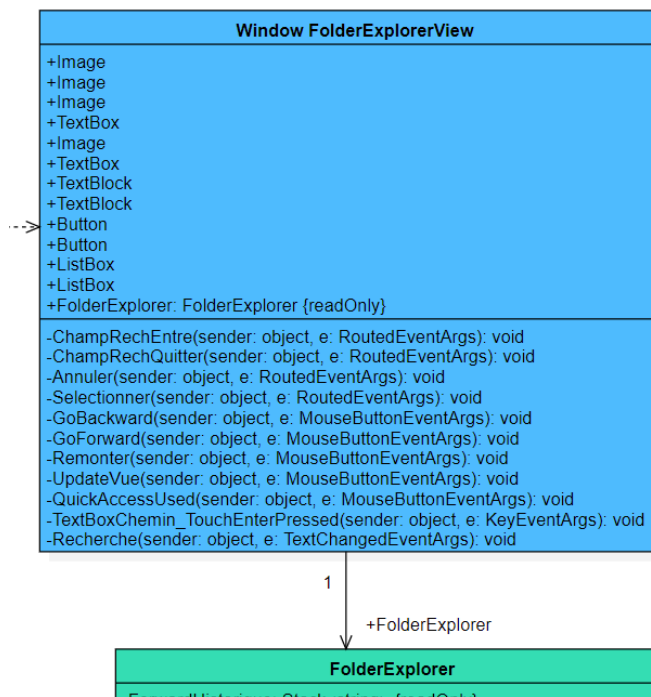 Window FolderExplorerView
+Image
+Image
+Image
+TextBox
+Image
+TextBox
+TextBlock
+TextBlock
+Button
+Button
+ListBox
+ListBox
+FolderExplorer: FolderExplorer {readOnly}
-ChampRechEntre(sender: object, e: RoutedEventArgs): void
-ChampRechQuitter(sender: object, e: RoutedEventArgs): void
-Annuler(sender: object, e: RoutedEventArgs): void
-Selectionner(sender: object, e: RoutedEventArgs): void
-GoBackward(sender: object, e: MouseButtonEventArgs): void
-GoForward(sender: object, e: MouseButtonEventArgs): void
-Remonter(sender: object, e: MouseButtonEventArgs): void
-UpdateVue(sender: object, e: MouseButtonEventArgs): void
-QuickAccessUsed(sender: object, e: MouseButtonEventArgs): void
-TextBoxChemin_TouchEnterPressed(sender: object, e: KeyEventArgs): void
-Recherche(sender: object, e: TextChangedEventArgs): void
1
+FolderExplorer
FolderExplorer